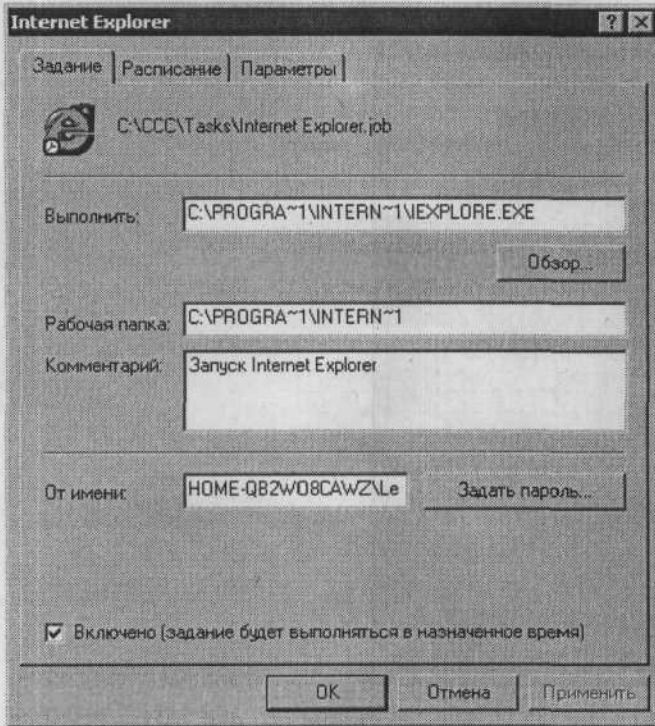 Internet Explorer
Задание Расписание Параметры
C:\CCC\Tasks\Internet Explorer.job
Выполнить: C:\PROGRA~1\INTERN~1\IEXPLORE.EXE
Обзор...
Рабочая папка: C:\PROGRA~1\INTERN~1
Комментарий: Запуск Internet Explorer
От имени: HOME-QB2WO8CAWZ\Le Задать пароль...
Включено (задание будет выполняться в назначенное время)
OK Отмена Применить